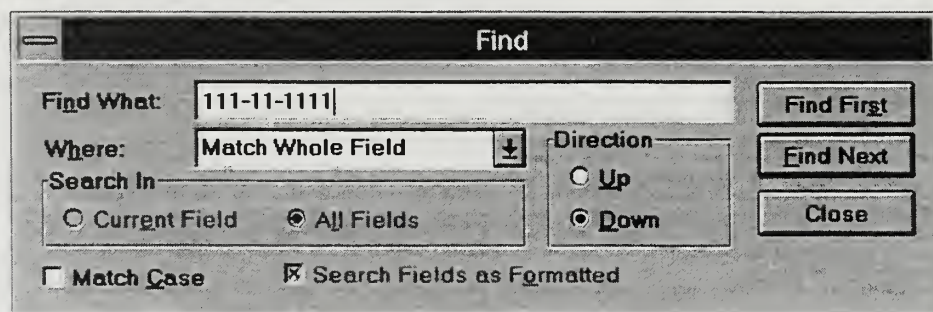 Find
Find What: 111-11-1111 Find First
Where: Match Whole Field Direction Find Next
Search In Up
Current Field All Fields Down Close
Match Case Search Fields as Formatted